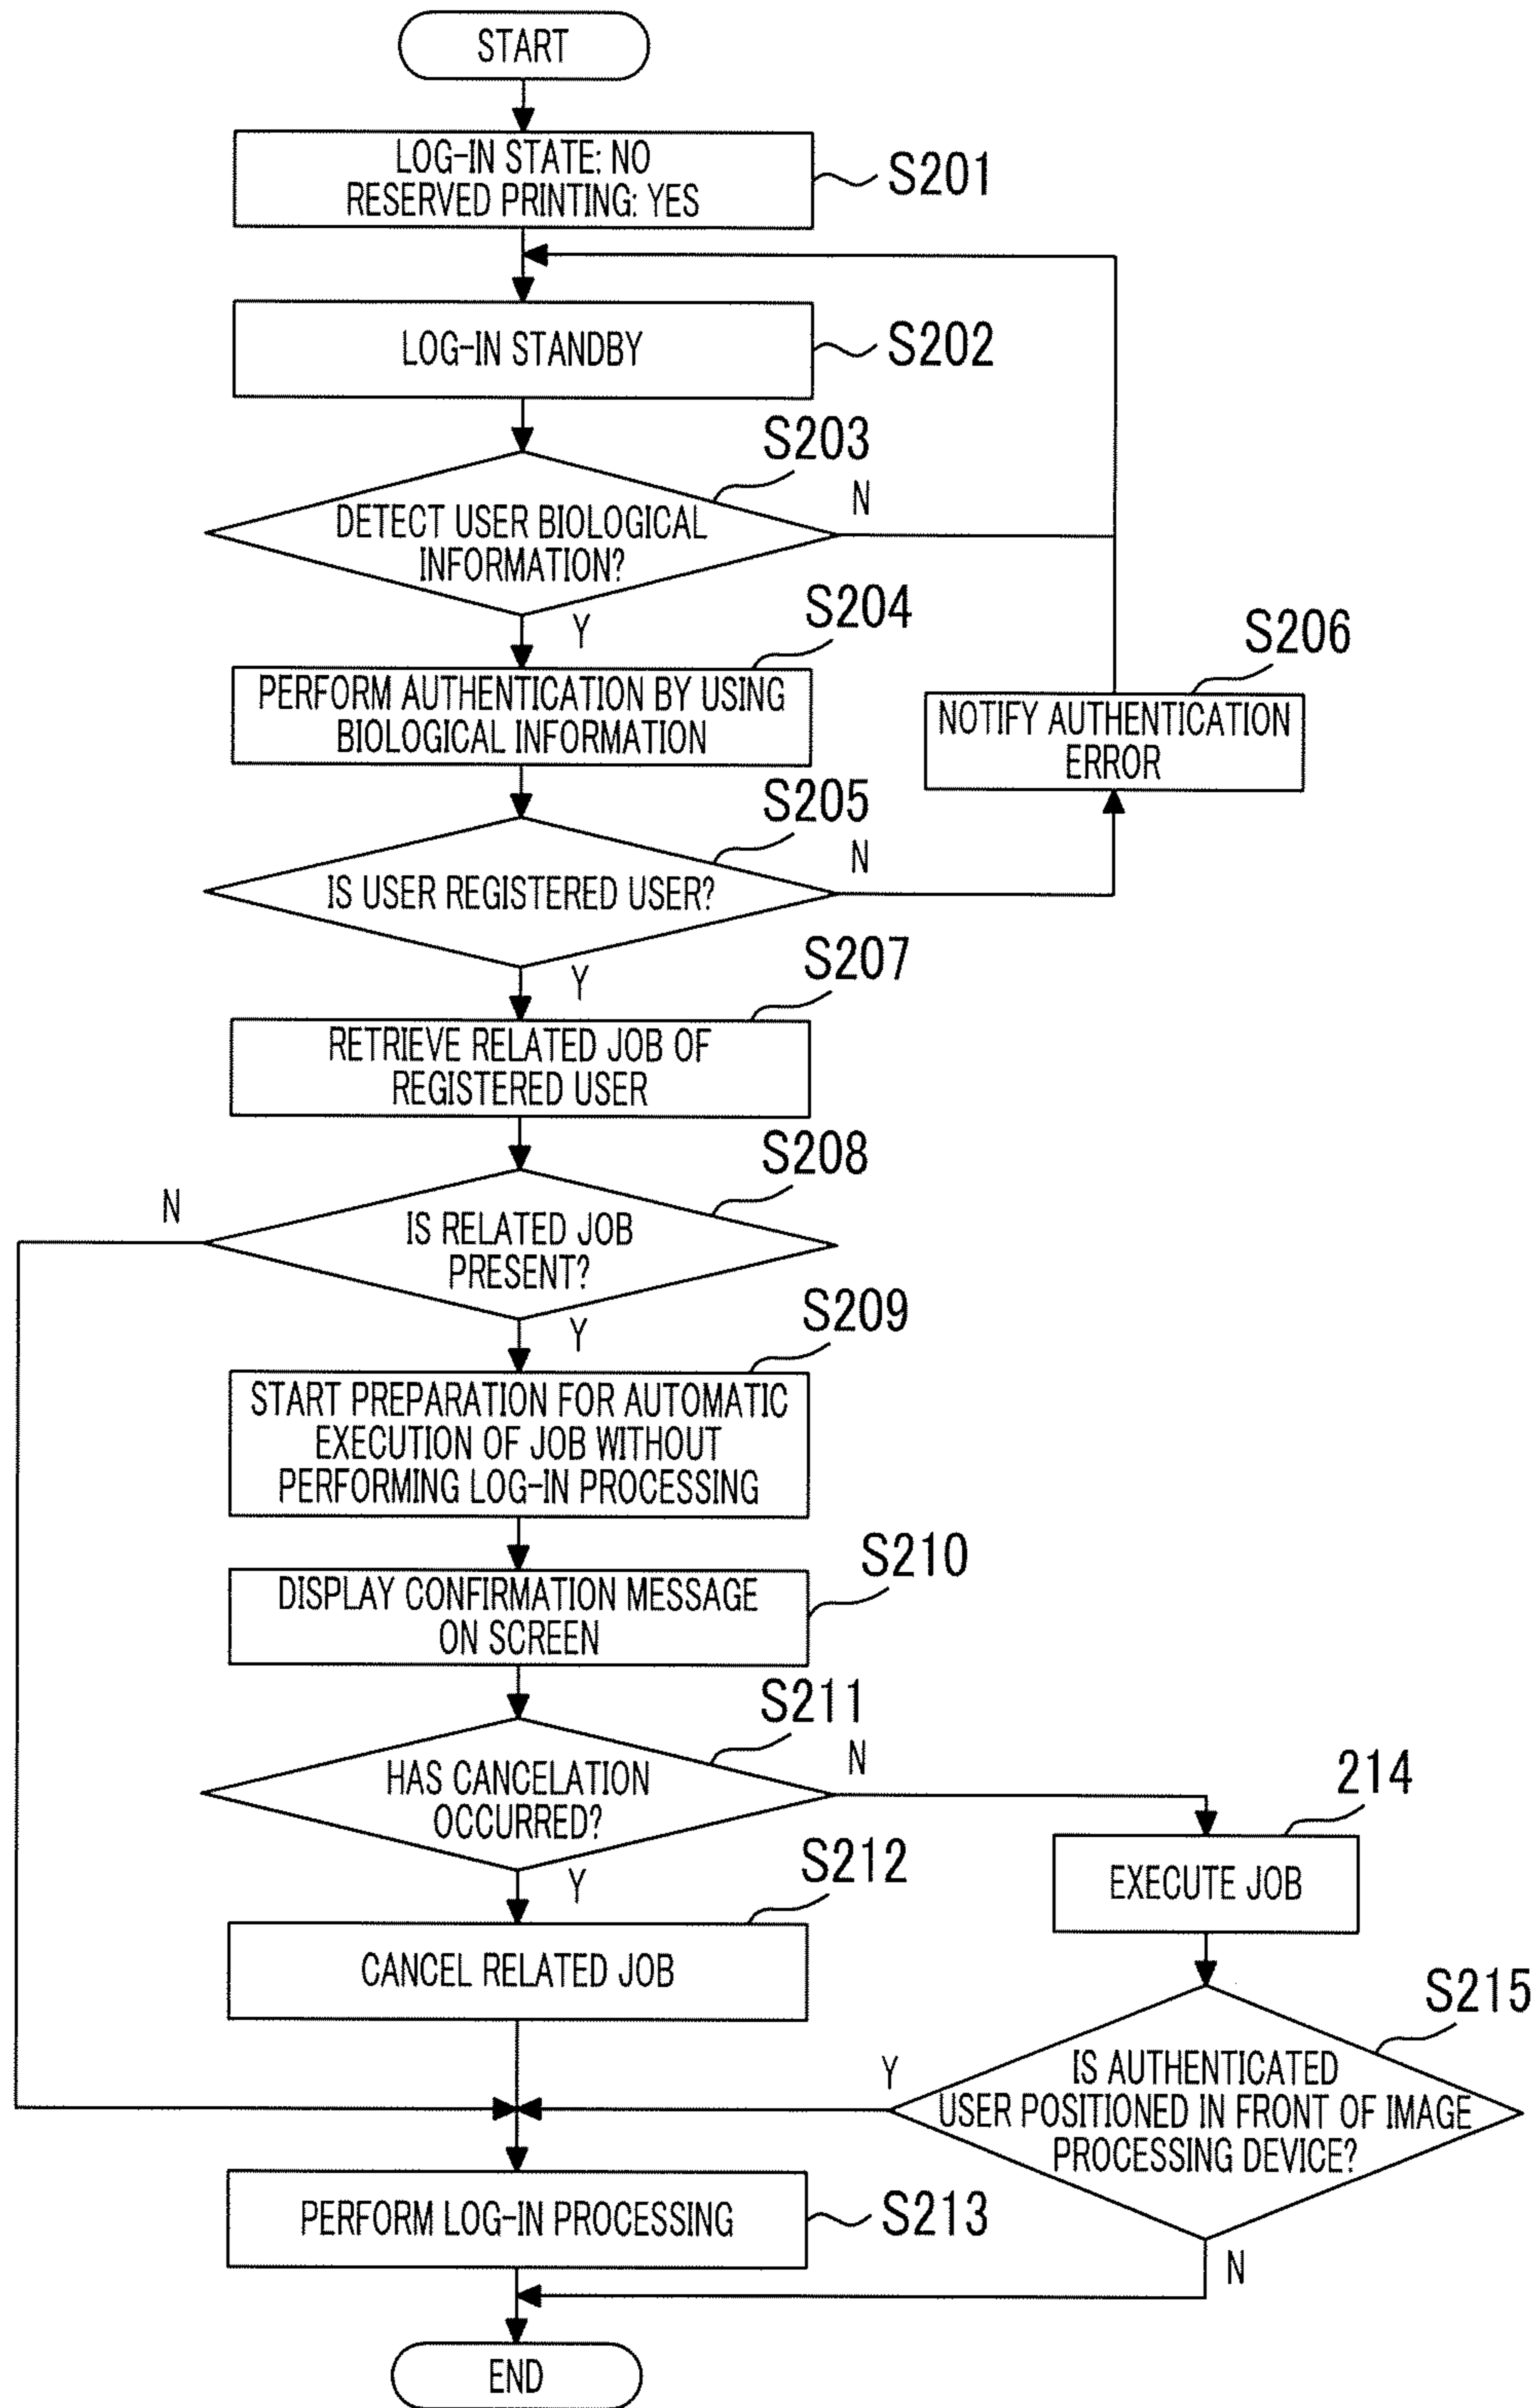 START
LOG-IN STATE: NO
RESERVED PRINTING: YES
S201
LOG-IN STANDBY
S202
S203
DETECT USER BIOLOGICAL
INFORMATION?
N
Y
S204
PERFORM AUTHENTICATION BY USING
BIOLOGICAL INFORMATION
S206
NOTIFY AUTHENTICATION
ERROR
S205
IS USER REGISTERED USER?
N
Y
S207
RETRIEVE RELATED JOB OF
REGISTERED USER
S208
N
IS RELATED JOB
PRESENT?
Y
S209
START PREPARATION FOR AUTOMATIC
EXECUTION OF JOB WITHOUT
PERFORMING LOG-IN PROCESSING
S210
DISPLAY CONFIRMATION MESSAGE
ON SCREEN
S211
HAS CANCELATION
OCCURRED?
N
Y
214
EXECUTE JOB
S212
CANCEL RELATED JOB
S215
Y
IS AUTHENTICATED
USER POSITIONED IN FRONT OF IMAGE
PROCESSING DEVICE?
N
PERFORM LOG-IN PROCESSING
S213
END